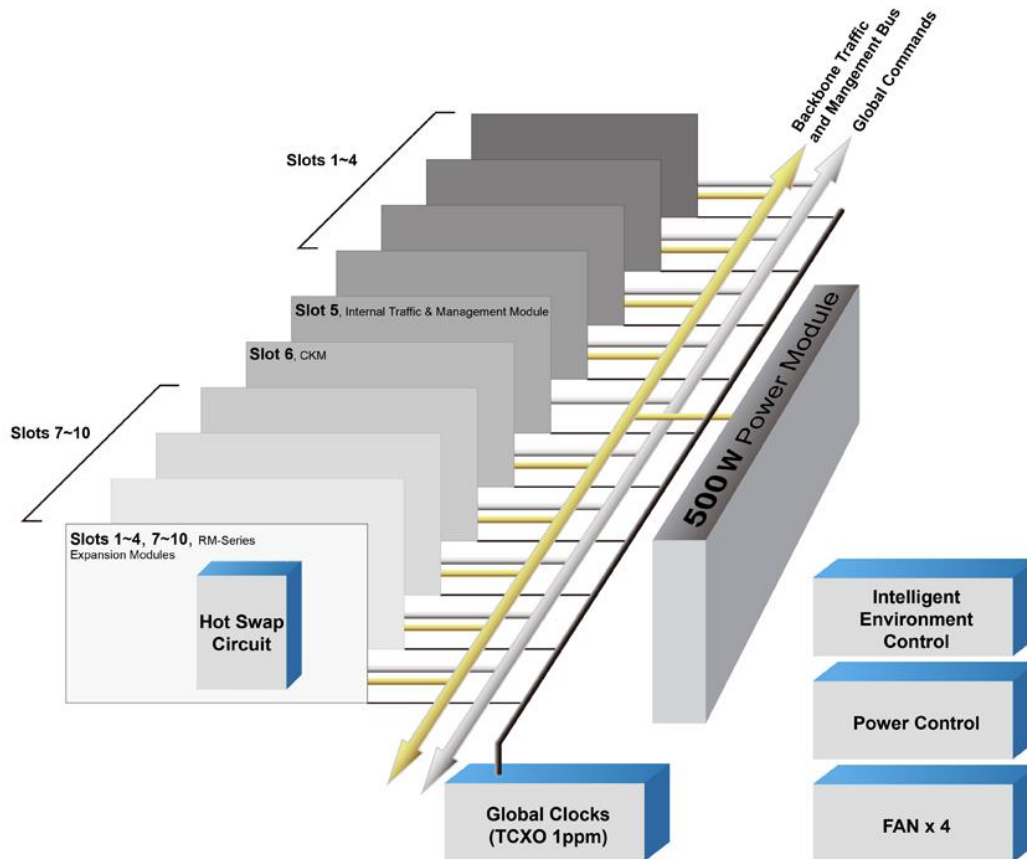 Backbone Traffic
and Mangement Bus
Global Commands
Slots 1~4
Slot 5, Internal Traffic & Management Module
Slot 6, CKM
500W Power Module
Slots 7~10
Slots 1~4, 7~10, RM-Series
Expansion Modules
Hot Swap
Circuit
Intelligent
Environment
Control
Power Control
Global Clocks
(TCXO 1ppm)
FAN x 4